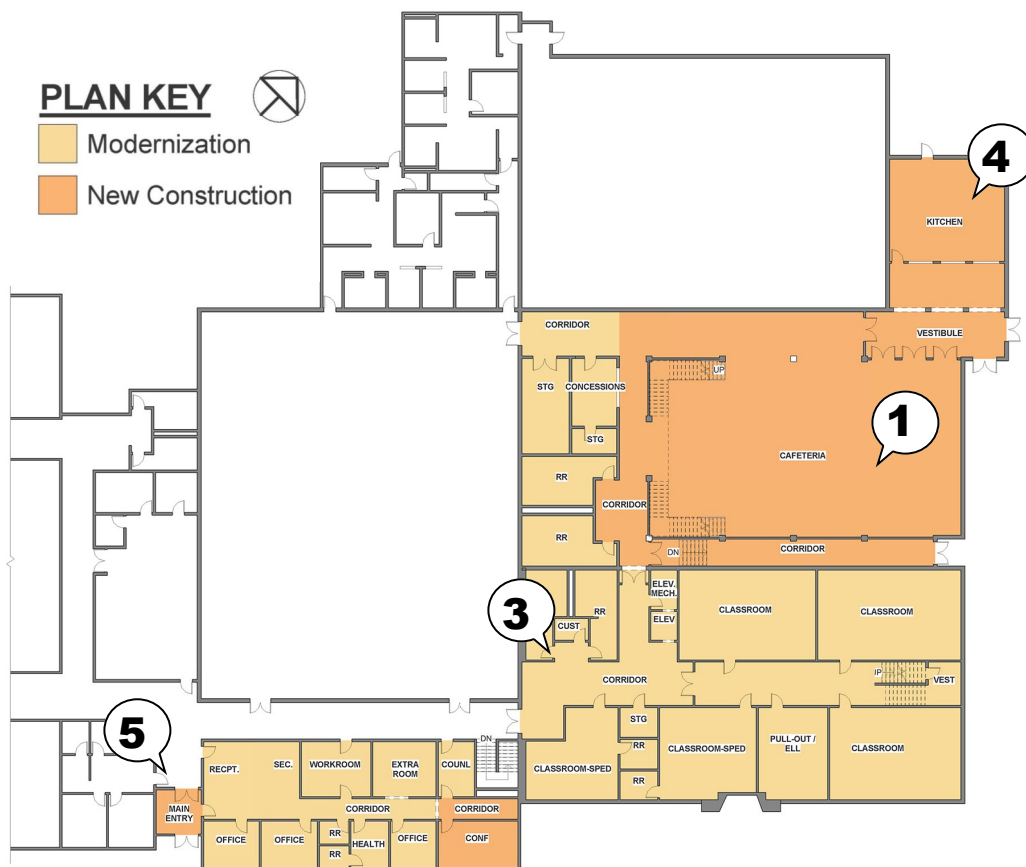 PLAN KEY
Modernization
New Construction
4
KITCHEN
CORRIDOR
VESTIBULE
UP
STG
CONCESSIONS
1
STG
CAFETERIA
RR
CORRIDOR
RR
DN
CORRIDOR
ELEV.
MECH.
CLASSROOM
CLASSROOM
3
RR
CUST
ELEV
CORRIDOR
VEST
5
DN
STG
RECPT.
SEC.
WORKROOM
EXTRA
ROOM
COUNL
CLASSROOM-SPED
RR
CLASSROOM-SPED
PULL-OUT /
ELL
CLASSROOM
RR
MAIN
ENTRY
CORRIDOR
CORRIDOR
OFFICE
OFFICE
RR
HEALTH
OFFICE
CONF
RR